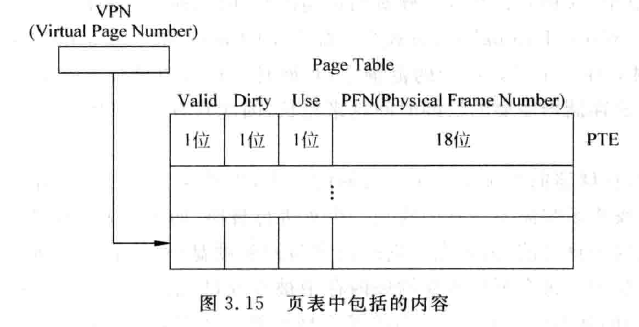 VPN
(Virtual Page Number)
Page Table
Valid Dirty Use PFN(Physical Frame Number)
1位 1位 1位 18位 PTE
⋮
图 3.15 页表中包括的内容